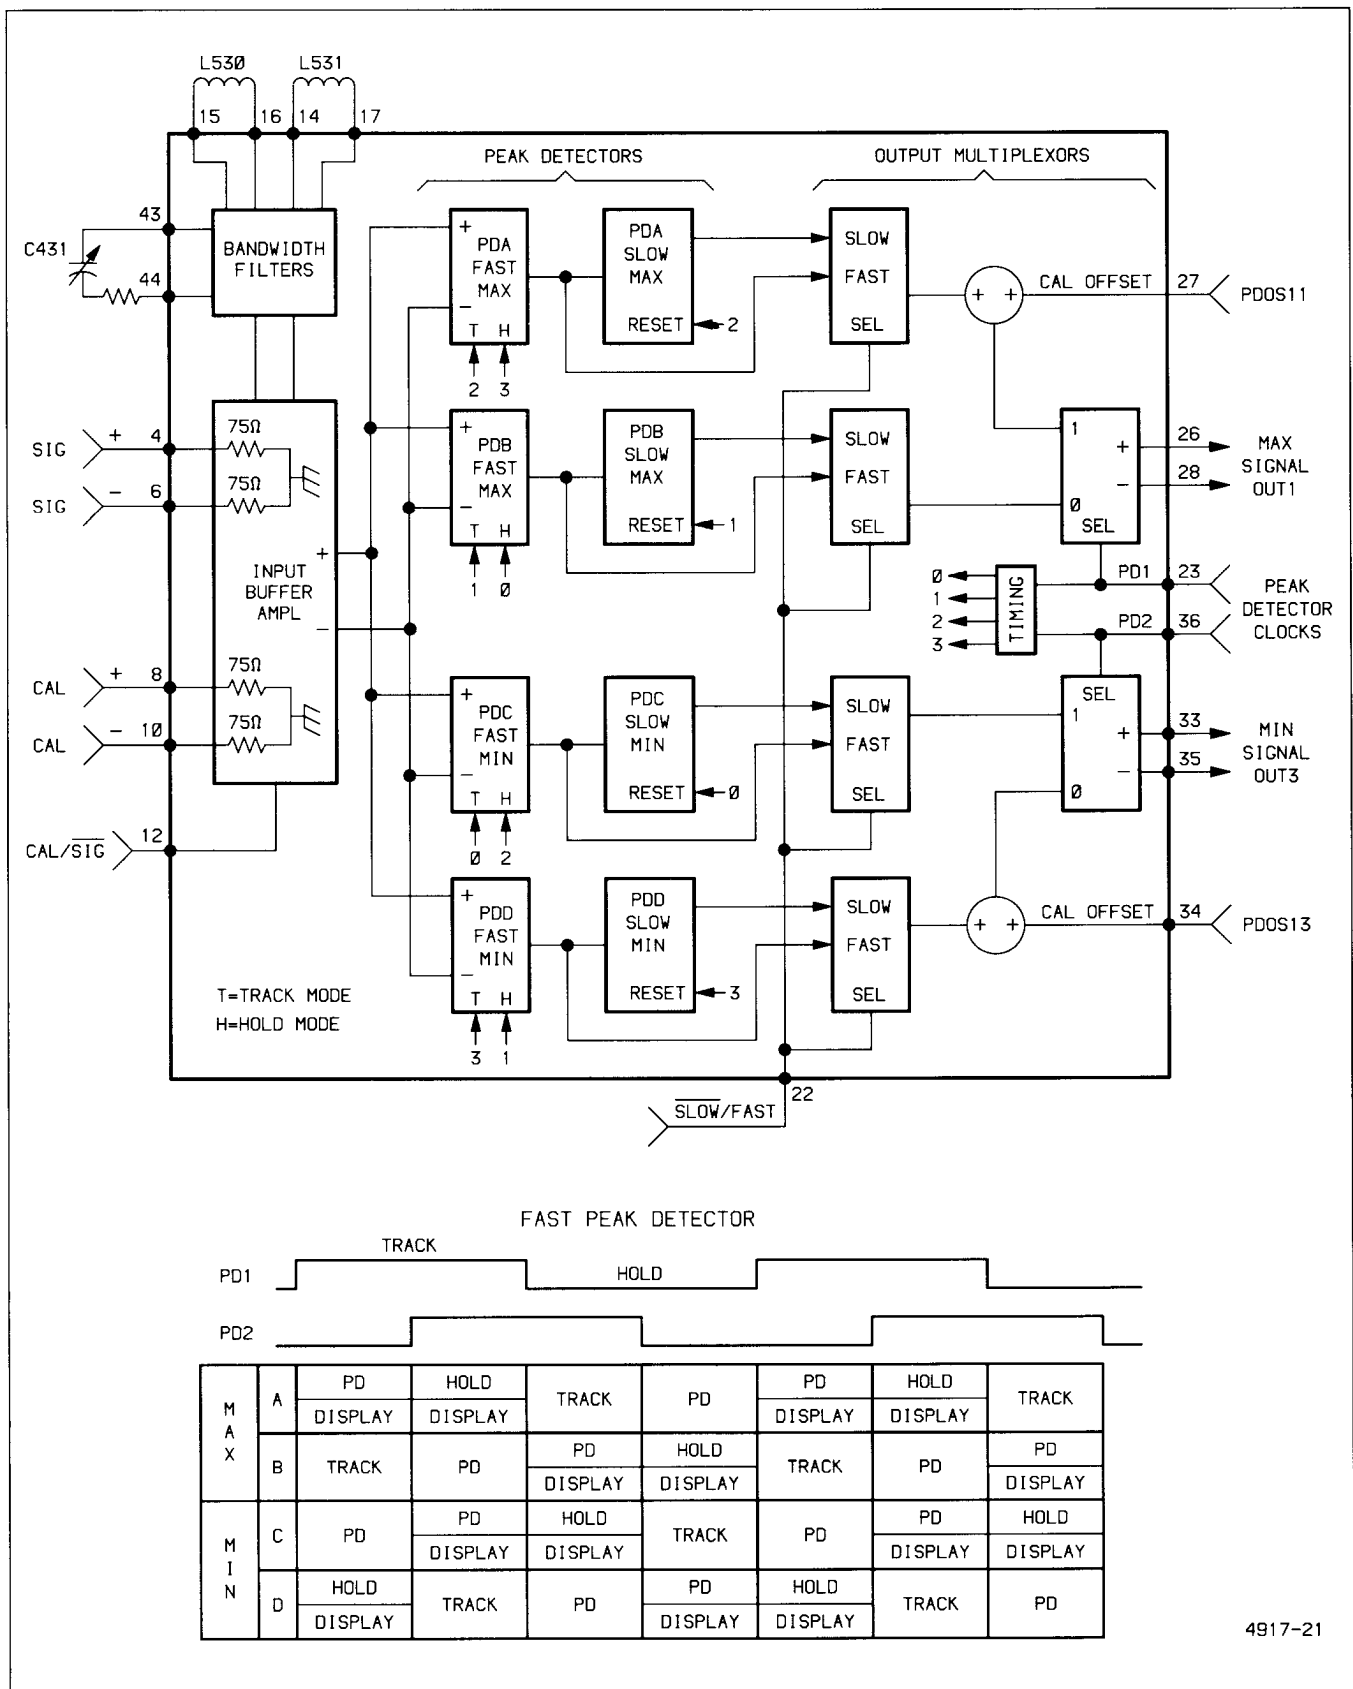 L530 L531
15 16 14 17
PEAK DETECTORS OUTPUT MULTIPLEXORS
43
C431
44
BANDWIDTH
FILTERS
+
PDA
FAST
MAX
−
T H
2 3
PDA
SLOW
MAX
RESET 2
SLOW
FAST
SEL
+ +
CAL OFFSET 27 PDOS11
SIG + 4 75Ω
SIG − 6 75Ω
INPUT
BUFFER
AMPL
+
−
CAL + 8 75Ω
CAL − 10 75Ω
CAL/SIG 12
+
PDB
FAST
MAX
−
T H
1 0
PDB
SLOW
MAX
RESET 1
SLOW
FAST
SEL
1
+
−
0
SEL
26
28
MAX
SIGNAL
OUT1
0
1
2
3
TIMING
PD1 23
PD2 36
PEAK
DETECTOR
CLOCKS
+
PDC
FAST
MIN
−
T H
0 2
PDC
SLOW
MIN
RESET 0
SLOW
FAST
SEL
SEL
1
+
−
0
33
35
MIN
SIGNAL
OUT3
+
PDD
FAST
MIN
−
T H
3 1
PDD
SLOW
MIN
RESET 3
SLOW
FAST
SEL
+ +
CAL OFFSET 34 PDOS13
T=TRACK MODE
H=HOLD MODE
22
SLOW/FAST
FAST PEAK DETECTOR
PD1 TRACK HOLD
PD2
MAX
A PD DISPLAY HOLD DISPLAY TRACK PD PD DISPLAY HOLD DISPLAY TRACK
B TRACK PD PD DISPLAY HOLD DISPLAY TRACK PD PD DISPLAY
MIN
C PD PD DISPLAY HOLD DISPLAY TRACK PD PD DISPLAY HOLD DISPLAY
D HOLD DISPLAY TRACK PD PD DISPLAY HOLD DISPLAY TRACK PD
4917-21